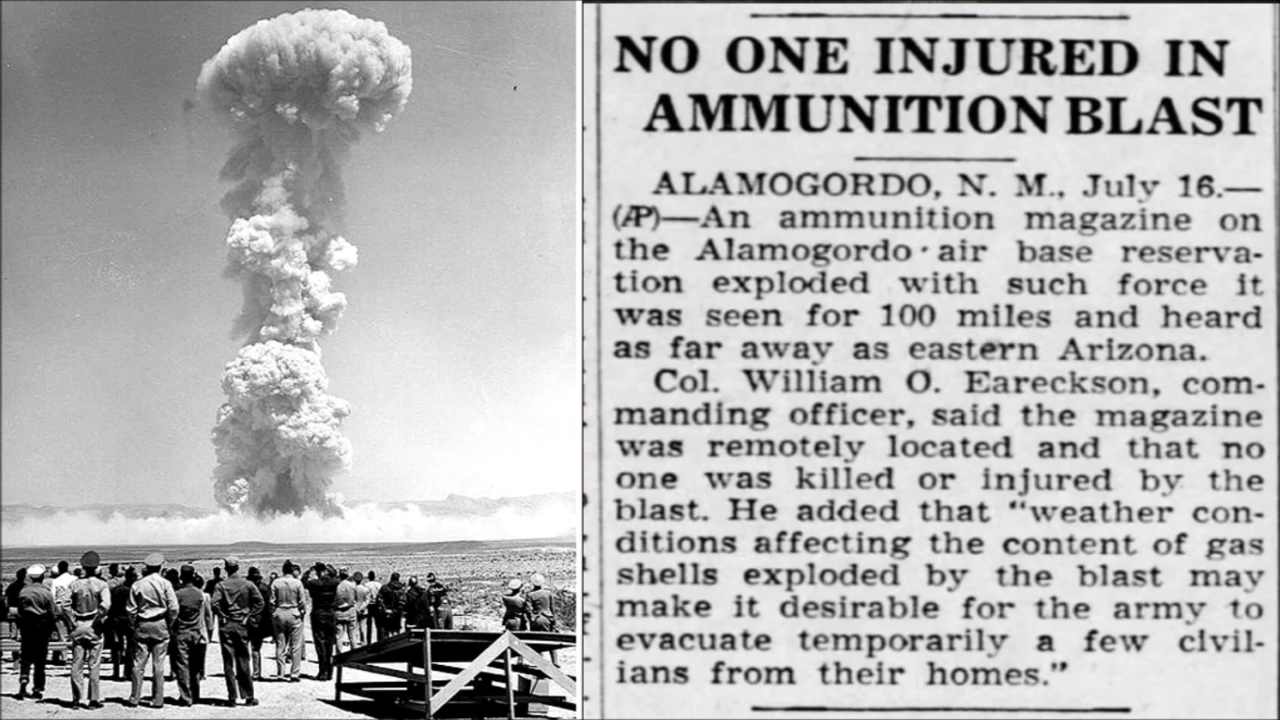 NO ONE INJURED IN
AMMUNITION BLAST
ALAMOGORDO, N. M., July 16.—
(AP)—An ammunition magazine on
the Alamogordo air base reserva-
tion exploded with such force it
was seen for 100 miles and heard
as far away as eastern Arizona.
Col. William O. Eareckson, com-
manding officer, said the magazine
was remotely located and that no
one was killed or injured by the
blast. He added that “weather con-
ditions affecting the content of gas
shells exploded by the blast may
make it desirable for the army to
evacuate temporarily a few civil-
ians from their homes.”